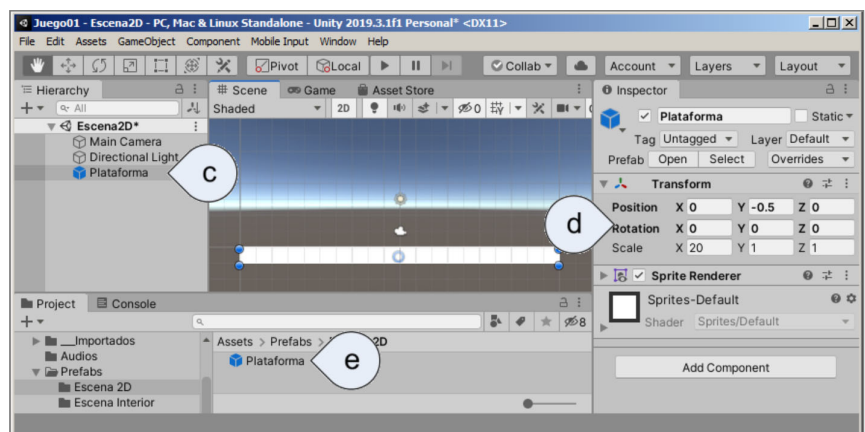 Juego01 - Escena2D - PC, Mac & Linux Standalone - Unity 2019.3.1f1 Personal* <DX11>
File Edit Assets GameObject Component Mobile Input Window Help
Pivot Local Collab Account Layers Layout
Hierarchy
All
Escena2D*
Main Camera
Directional Light
Plataforma
c
Scene Game Asset Store
Shaded 2D 0
Inspector
Plataforma Static
Tag Untagged Layer Default
Prefab Open Select Overrides
Transform
Position X 0 Y -0.5 Z 0
Rotation X 0 Y 0 Z 0
Scale X 20 Y 1 Z 1
d
Sprite Renderer
Sprites-Default
Shader Sprites/Default
Add Component
Project Console
8
__Importados
Audios
Prefabs
Escena 2D
Escena Interior
Assets > Prefabs > 2D
Plataforma
e